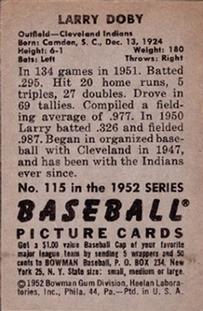 LARRY DOBY
Outfield—Cleveland Indians
Born: Camden, S. C., Dec. 13, 1924
Height: 6-1 Weight: 180
Bats: Left Throws: Right
In 134 games in 1951. Batted
.295. Hit 20 home runs, 5
triples, 27 doubles. Drove in
69 tallies. Compiled a field-
ing average of .977. In 1950
Larry batted .326 and fielded
.987. Began in organized base-
ball with Cleveland in 1947,
and has been with the Indians
ever since.
No. 115 in the 1952 SERIES
BASEBALL®
PICTURE CARDS
Get a $1.00 value Baseball Cap of your favorite
major league team by sending 5 wrappers and 50
cents to BOWMAN Baseball, P. O. BOX 234, New
York 25, N. Y. State size: small, medium or large.
©1952 Bowman Gum Division, Haelan Labora-
tories, Inc., Phila. 44, Pa.—Ptd. in U. S. A.